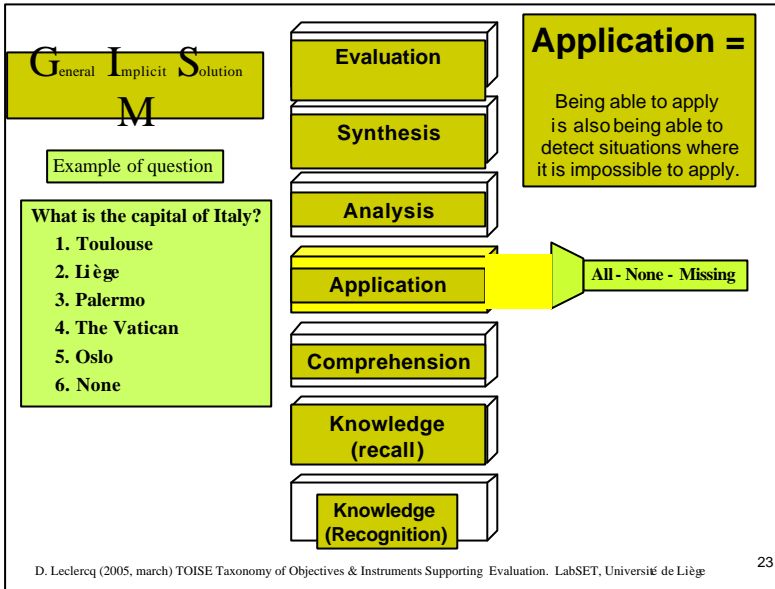 General Implicit Solution
M
Example of question
What is the capital of Italy?
1. Toulouse
2. Liège
3. Palermo
4. The Vatican
5. Oslo
6. None
Evaluation
Synthesis
Analysis
Application
Comprehension
Knowledge
(recall)
Knowledge
(Recognition)
Application =
Being able to apply
is also being able to
detect situations where
it is impossible to apply.
All - None - Missing
D. Leclercq (2005, march) TOISE Taxonomy of Objectives & Instruments Supporting Evaluation. LabSET, Université de Liège
23